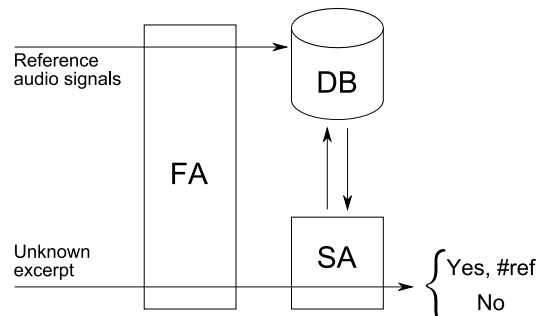 Reference
audio signals
FA
DB
Unknown
excerpt
SA
Yes, #ref
No